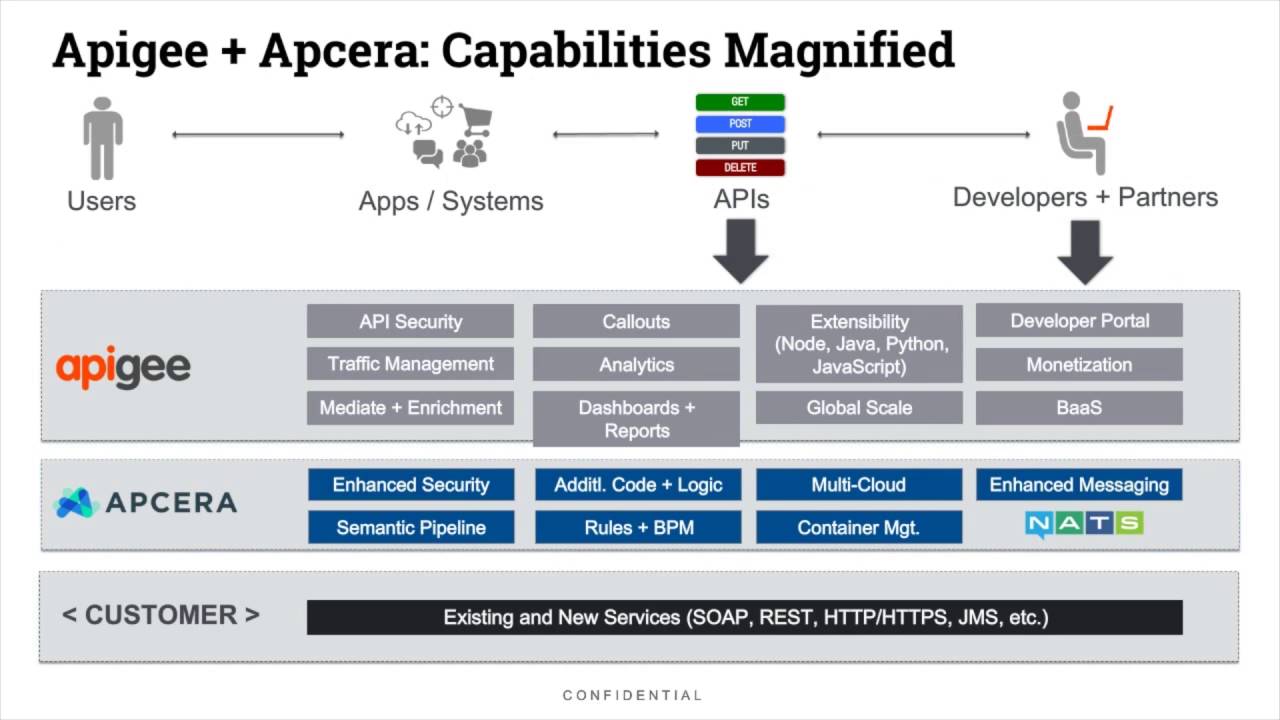 Apigee + Apcera: Capabilities Magnified
GET
POST
PUT
DELETE
Users
Apps / Systems
APIs
Developers + Partners
apigee
API Security
Traffic Management
Mediate + Enrichment
Callouts
Analytics
Dashboards +
Reports
Extensibility
(Node, Java, Python,
JavaScript)
Global Scale
Developer Portal
Monetization
BaaS
APCERA
Enhanced Security
Semantic Pipeline
Additl. Code + Logic
Rules + BPM
Multi-Cloud
Container Mgt.
Enhanced Messaging
NATS
< CUSTOMER >
Existing and New Services (SOAP, REST, HTTP/HTTPS, JMS, etc.)
CONFIDENTIAL